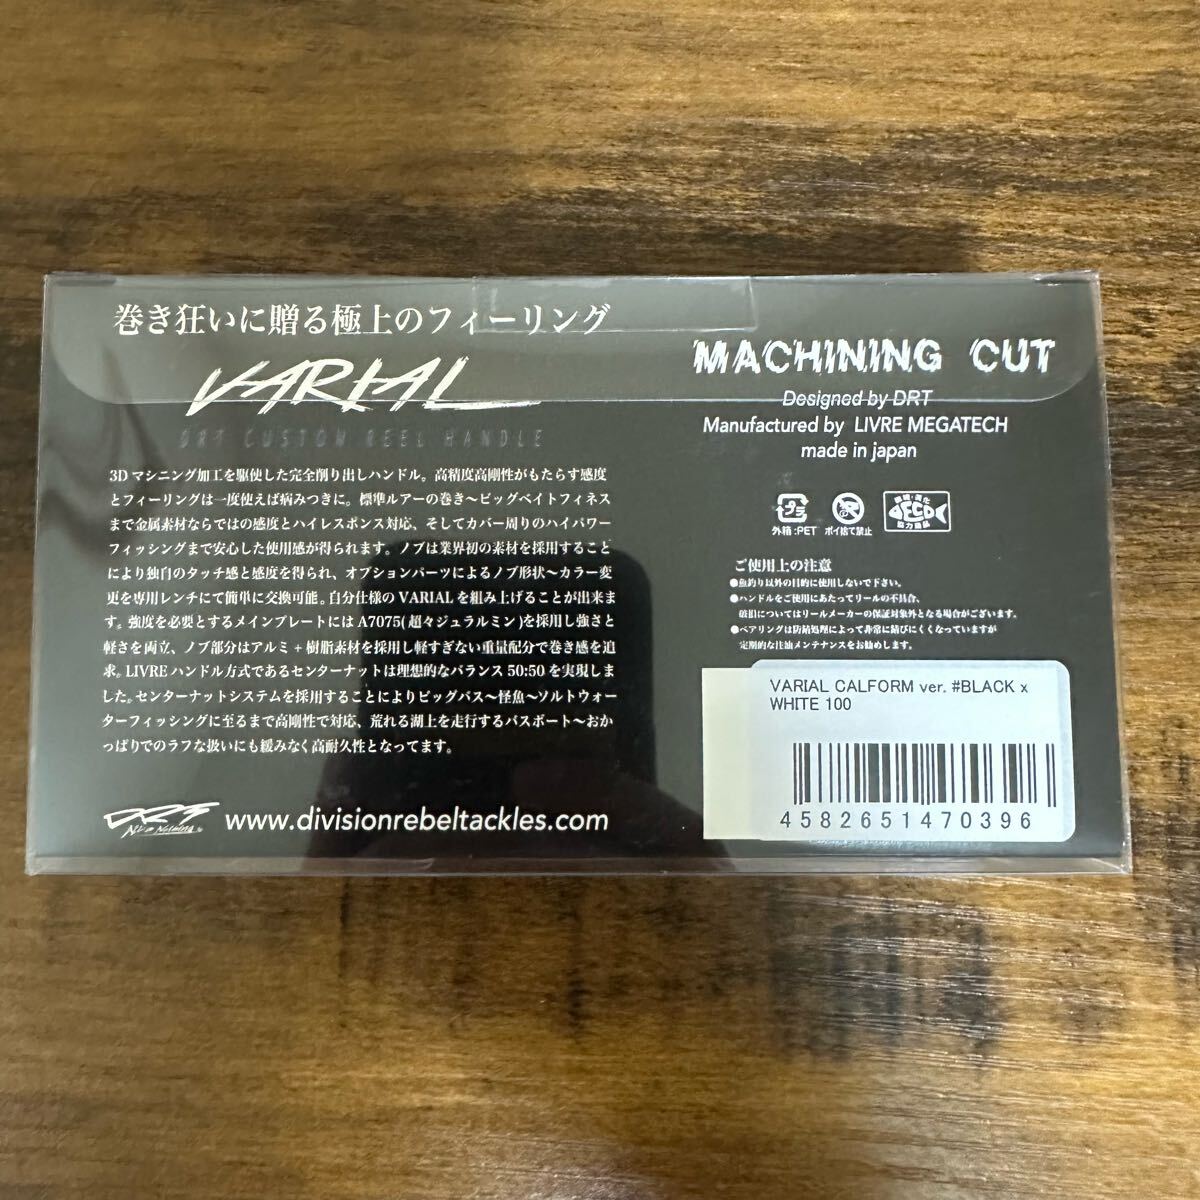 巻き狂いに贈る極上のフィーリング
VARIAL
DRT CUSTOM REEL HANDLE
3Dマシニング加工を駆使した完全削り出しハンドル。高精度高剛性がもたらす感度
とフィーリングは一度使えば病みつきに。標準ルアーの巻き〜ビッグベイトフィネス
まで金属素材ならではの感度とハイレスポンス対応、そしてカバー周りのハイパワー
フィッシングまで安心した使用感が得られます。ノブは業界初の素材を採用すること
により独自のタッチ感と感度を得られ、オプションパーツによるノブ形状〜カラー変
更を専用レンチにて簡単に交換可能。自分仕様の VARIAL を組み上げることが出来ま
す。強度を必要とするメインプレートには A7075(超々ジュラルミン)を採用し強さと
軽さを両立、ノブ部分はアルミ + 樹脂素材を採用し軽すぎない重量配分で巻き感を追
求。LIVRE ハンドル方式であるセンターナットは理想的なバランス 50:50 を実現しま
した。センターナットシステムを採用することによりビッグバス〜怪魚〜ソルトウォー
ターフィッシングに至るまで高剛性で対応、荒れる湖上を走行するバスボート〜おか
っぱりでのラフな扱いにも緩みなく高耐久性となってます。
DRT
www.divisionrebeltackles.com
MACHINING CUT
Designed by DRT
Manufactured by LIVRE MEGATECH
made in japan
プラ
外箱:PET
ポイ捨て禁止
環境・美化
ECO
協力商品
ご使用上の注意
●魚釣り以外の目的に使用しないで下さい。
●ハンドルをご使用にあたってリールの不具合、
破損についてはリールメーカーの保証対象外となる場合がございます。
●ベアリングは防錆処理によって非常に錆びにくくなっていますが
定期的な注油メンテナンスをお勧めします。
VARIAL CALFORM ver. #BLACK x
WHITE 100
4582651470396